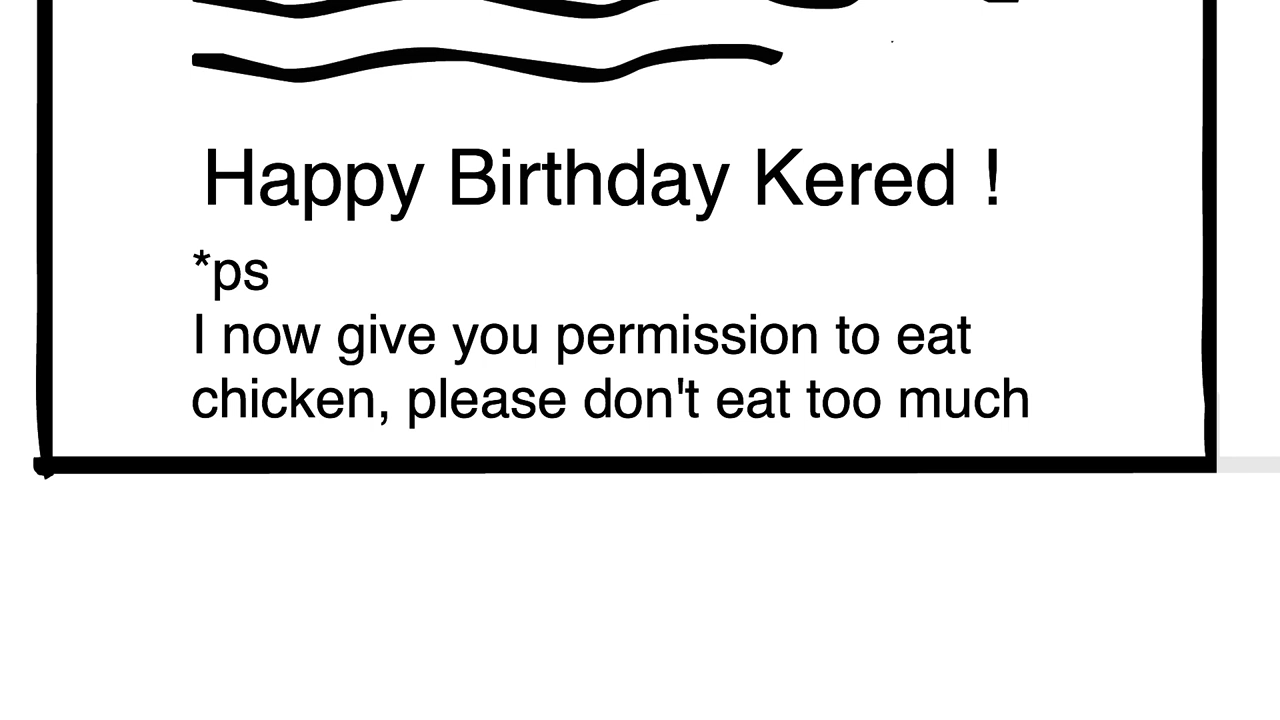 Happy Birthday Kered !
*ps
I now give you permission to eat
chicken, please don't eat too much